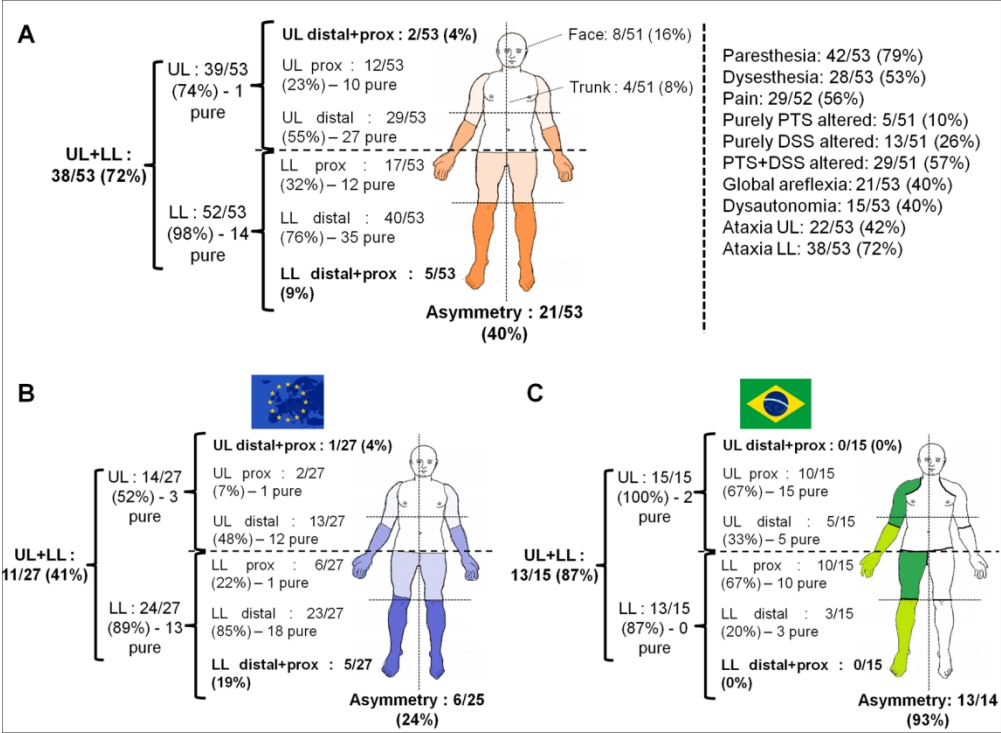 A
UL+LL :
38/53 (72%)
UL : 39/53
(74%) - 1
pure
LL : 52/53
(98%) - 14
pure
UL distal+prox : 2/53 (4%)
UL prox : 12/53
(23%) – 10 pure
UL distal : 29/53
(55%) – 27 pure
LL prox : 17/53
(32%) – 12 pure
LL distal : 40/53
(76%) – 35 pure
LL distal+prox : 5/53
(9%)
Face: 8/51 (16%)
Trunk : 4/51 (8%)
Asymmetry : 21/53
(40%)
Paresthesia: 42/53 (79%)
Dysesthesia: 28/53 (53%)
Pain: 29/52 (56%)
Purely PTS altered: 5/51 (10%)
Purely DSS altered: 13/51 (26%)
PTS+DSS altered: 29/51 (57%)
Global areflexia: 21/53 (40%)
Dysautonomia: 15/53 (40%)
Ataxia UL: 22/53 (42%)
Ataxia LL: 38/53 (72%)
B
UL+LL :
11/27 (41%)
UL : 14/27
(52%) - 3
pure
LL : 24/27
(89%) - 13
pure
UL distal+prox : 1/27 (4%)
UL prox : 2/27
(7%) – 1 pure
UL distal : 13/27
(48%) – 12 pure
LL prox : 6/27
(22%) – 1 pure
LL distal : 23/27
(85%) – 18 pure
LL distal+prox : 5/27
(19%)
Asymmetry : 6/25
(24%)
C
UL+LL :
13/15 (87%)
UL : 15/15
(100%) - 2
pure
LL : 13/15
(87%) - 0
pure
UL distal+prox : 0/15 (0%)
UL prox : 10/15
(67%) – 15 pure
UL distal : 5/15
(33%) – 5 pure
LL prox : 10/15
(67%) – 10 pure
LL distal : 3/15
(20%) – 3 pure
LL distal+prox : 0/15
(0%)
Asymmetry : 13/14
(93%)